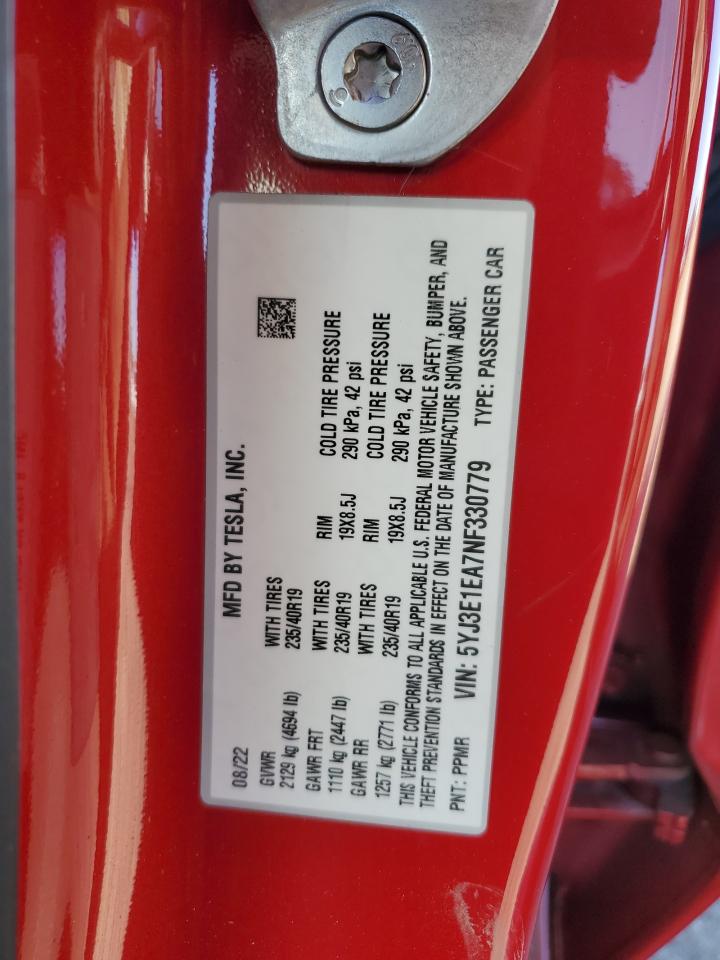 08/22 MFD BY TESLA, INC.
GVWR WITH TIRES
2129 kg (4694 lb) 235/40R19
GAWR FRT WITH TIRES RIM COLD TIRE PRESSURE
1110 kg (2447 lb) 235/40R19 19X8.5J 290 kPa, 42 psi
GAWR RR WITH TIRES RIM COLD TIRE PRESSURE
1257 kg (2771 lb) 235/40R19 19X8.5J 290 kPa, 42 psi
THIS VEHICLE CONFORMS TO ALL APPLICABLE U.S. FEDERAL MOTOR VEHICLE SAFETY, BUMPER, AND
THEFT PREVENTION STANDARDS IN EFFECT ON THE DATE OF MANUFACTURE SHOWN ABOVE.
PNT: PPMR VIN: 5YJ3E1EA7NF330779 TYPE: PASSENGER CAR